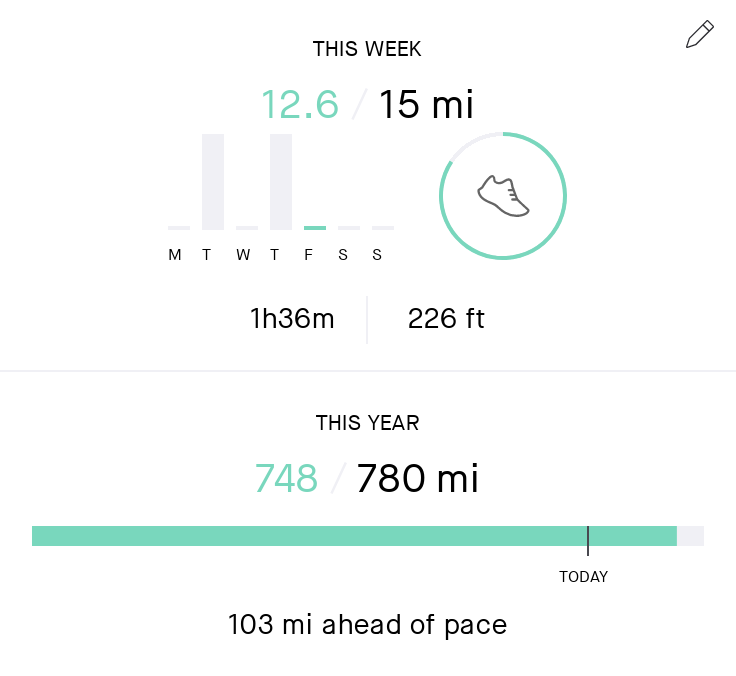 THIS WEEK
12.6 / 15 mi
M T W T F S S
1h36m 226 ft
THIS YEAR
748 / 780 mi
TODAY
103 mi ahead of pace